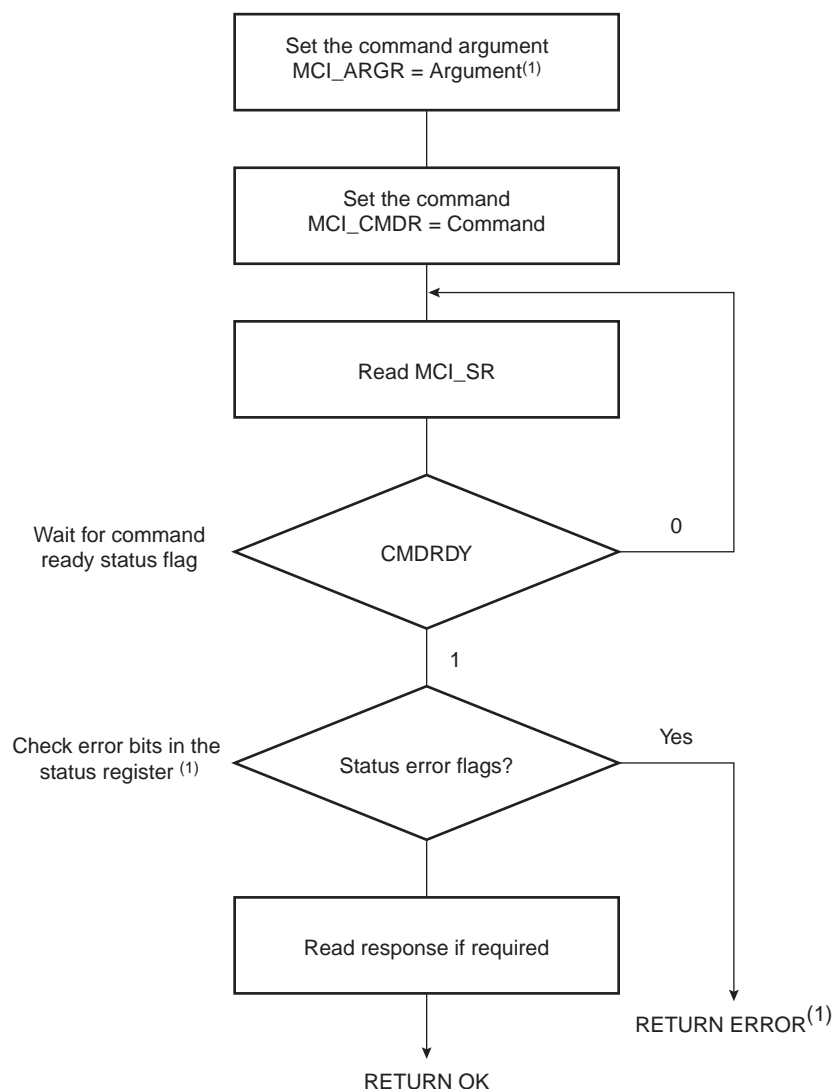 Set the command argument
MCI_ARGR = Argument(1)
Set the command
MCI_CMDR = Command
Read MCI_SR
Wait for command
ready status flag
CMDRDY
0
1
Check error bits in the
status register (1)
Status error flags?
Yes
Read response if required
RETURN ERROR(1)
RETURN OK